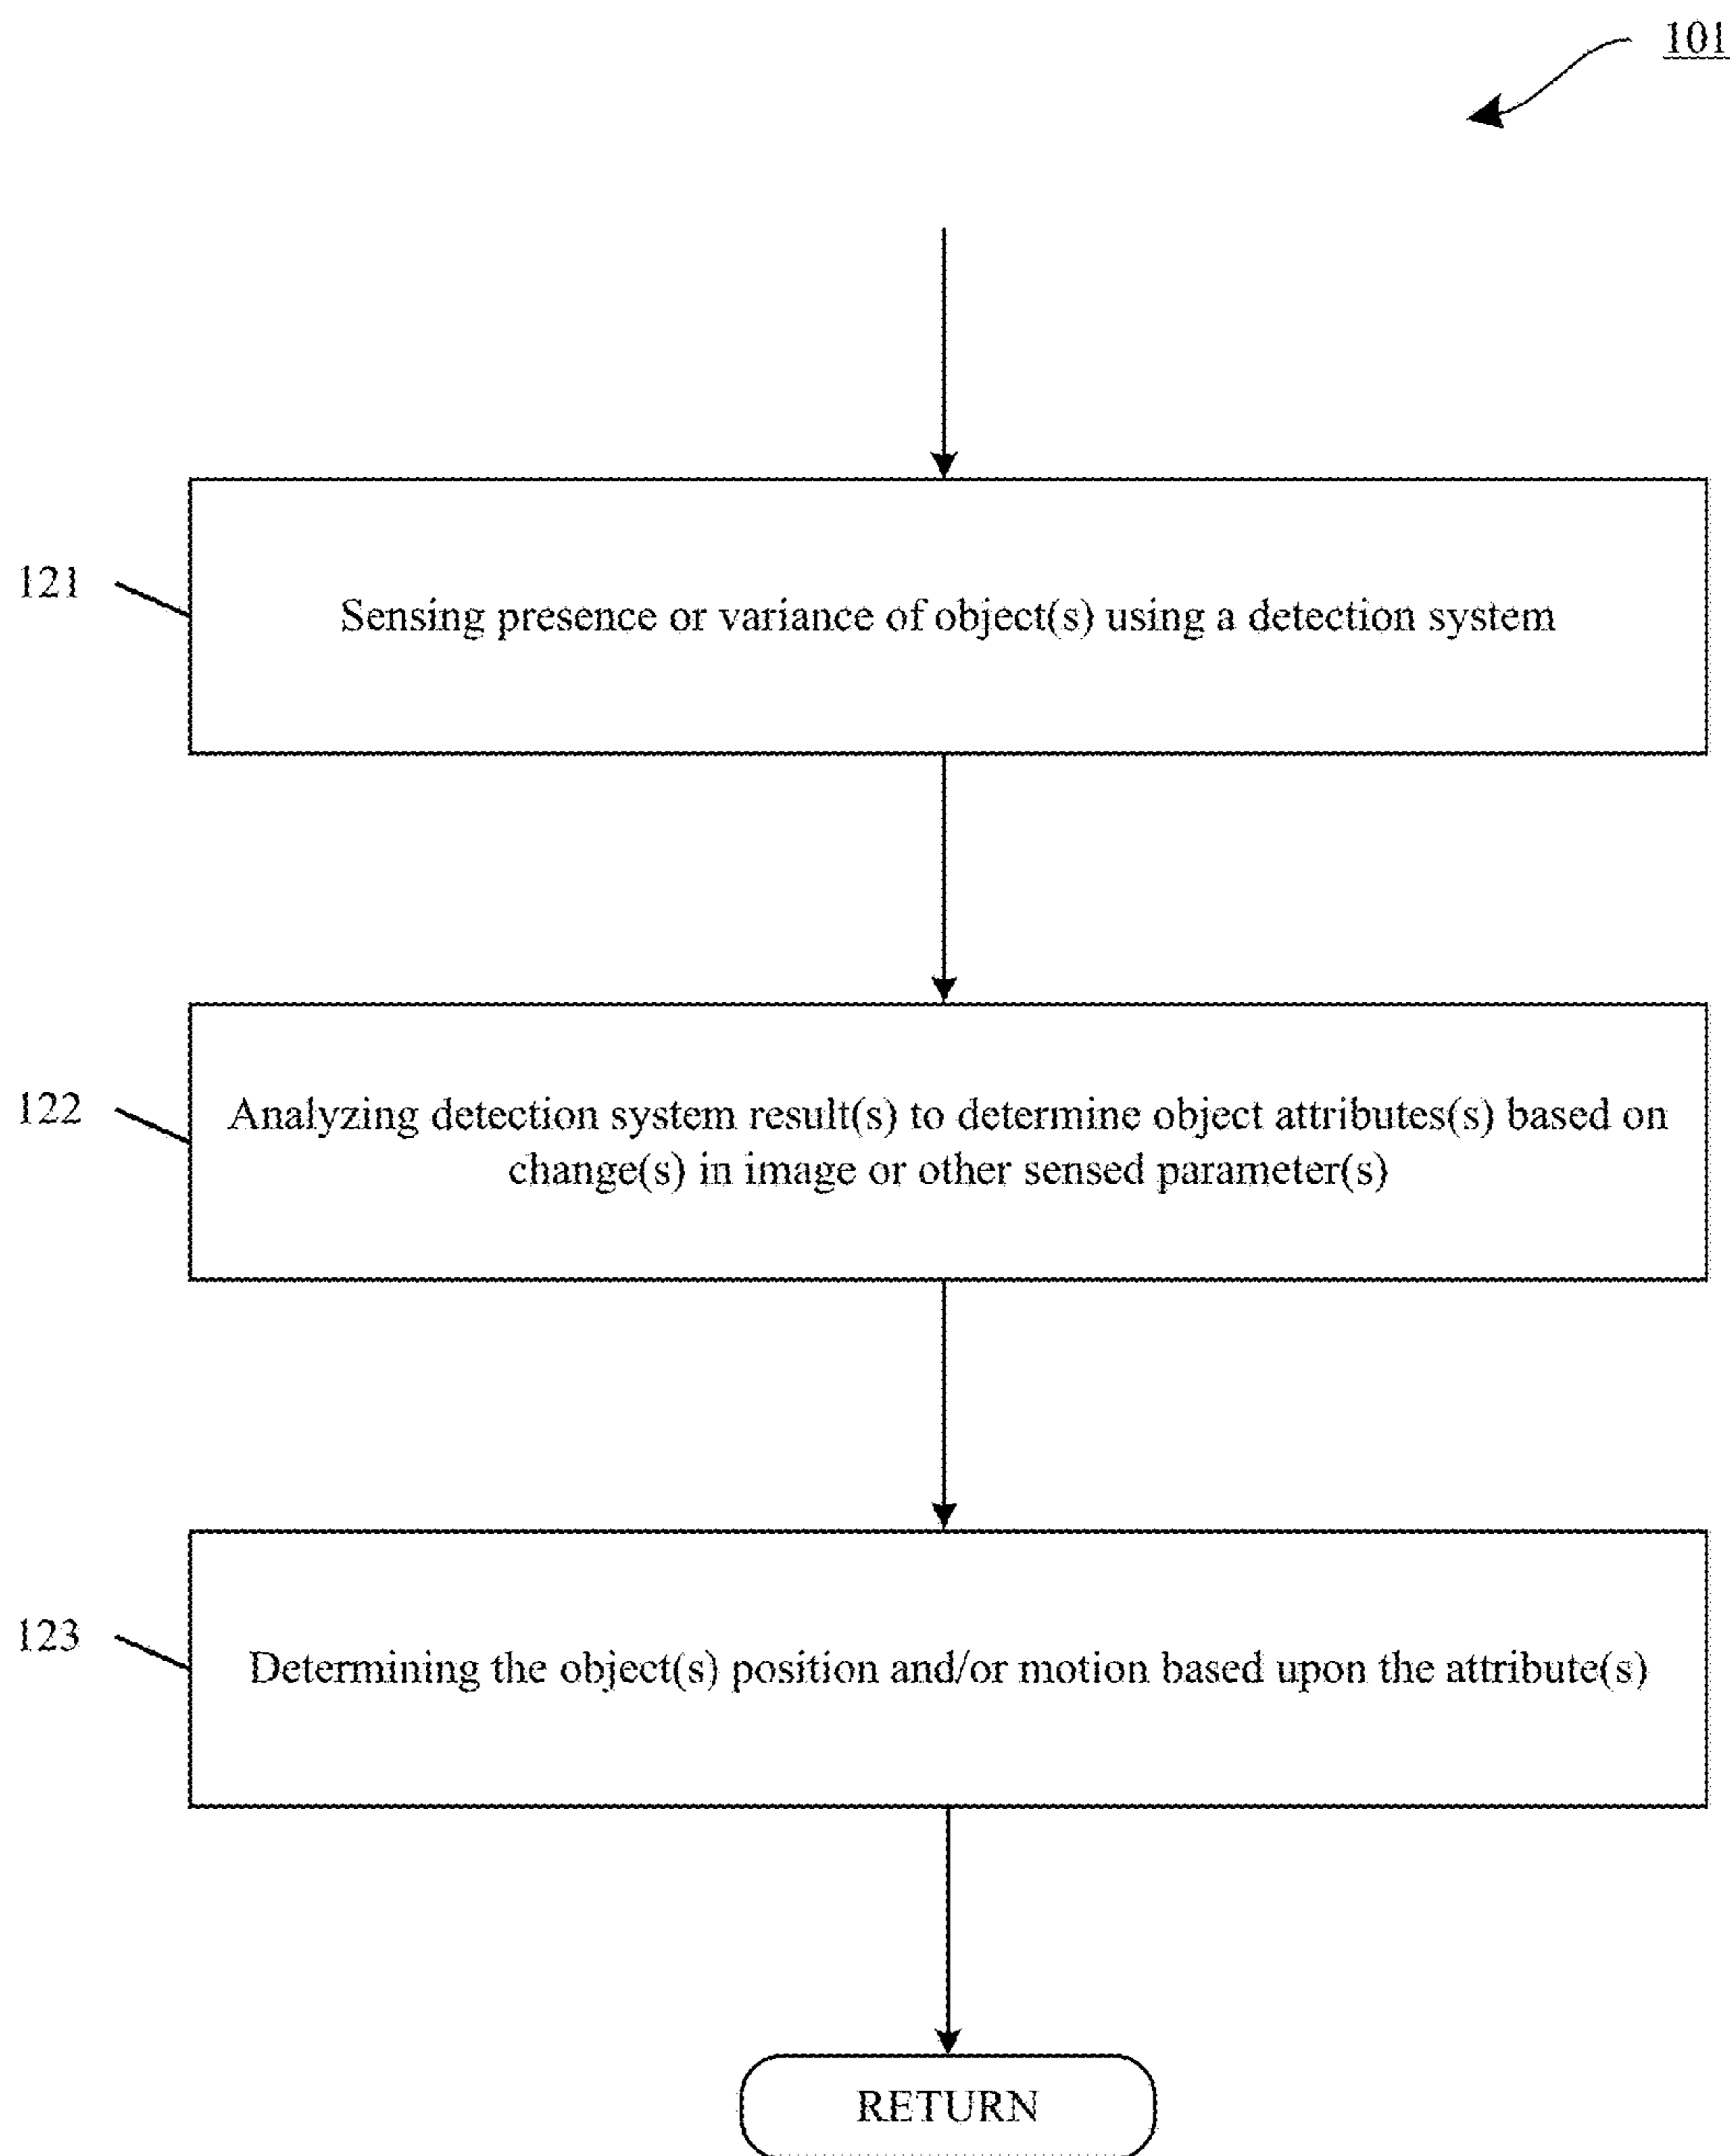 101
121
Sensing presence or variance of object(s) using a detection system
122
Analyzing detection system result(s) to determine object attributes(s) based on
change(s) in image or other sensed parameter(s)
123
Determining the object(s) position and/or motion based upon the attribute(s)
RETURN